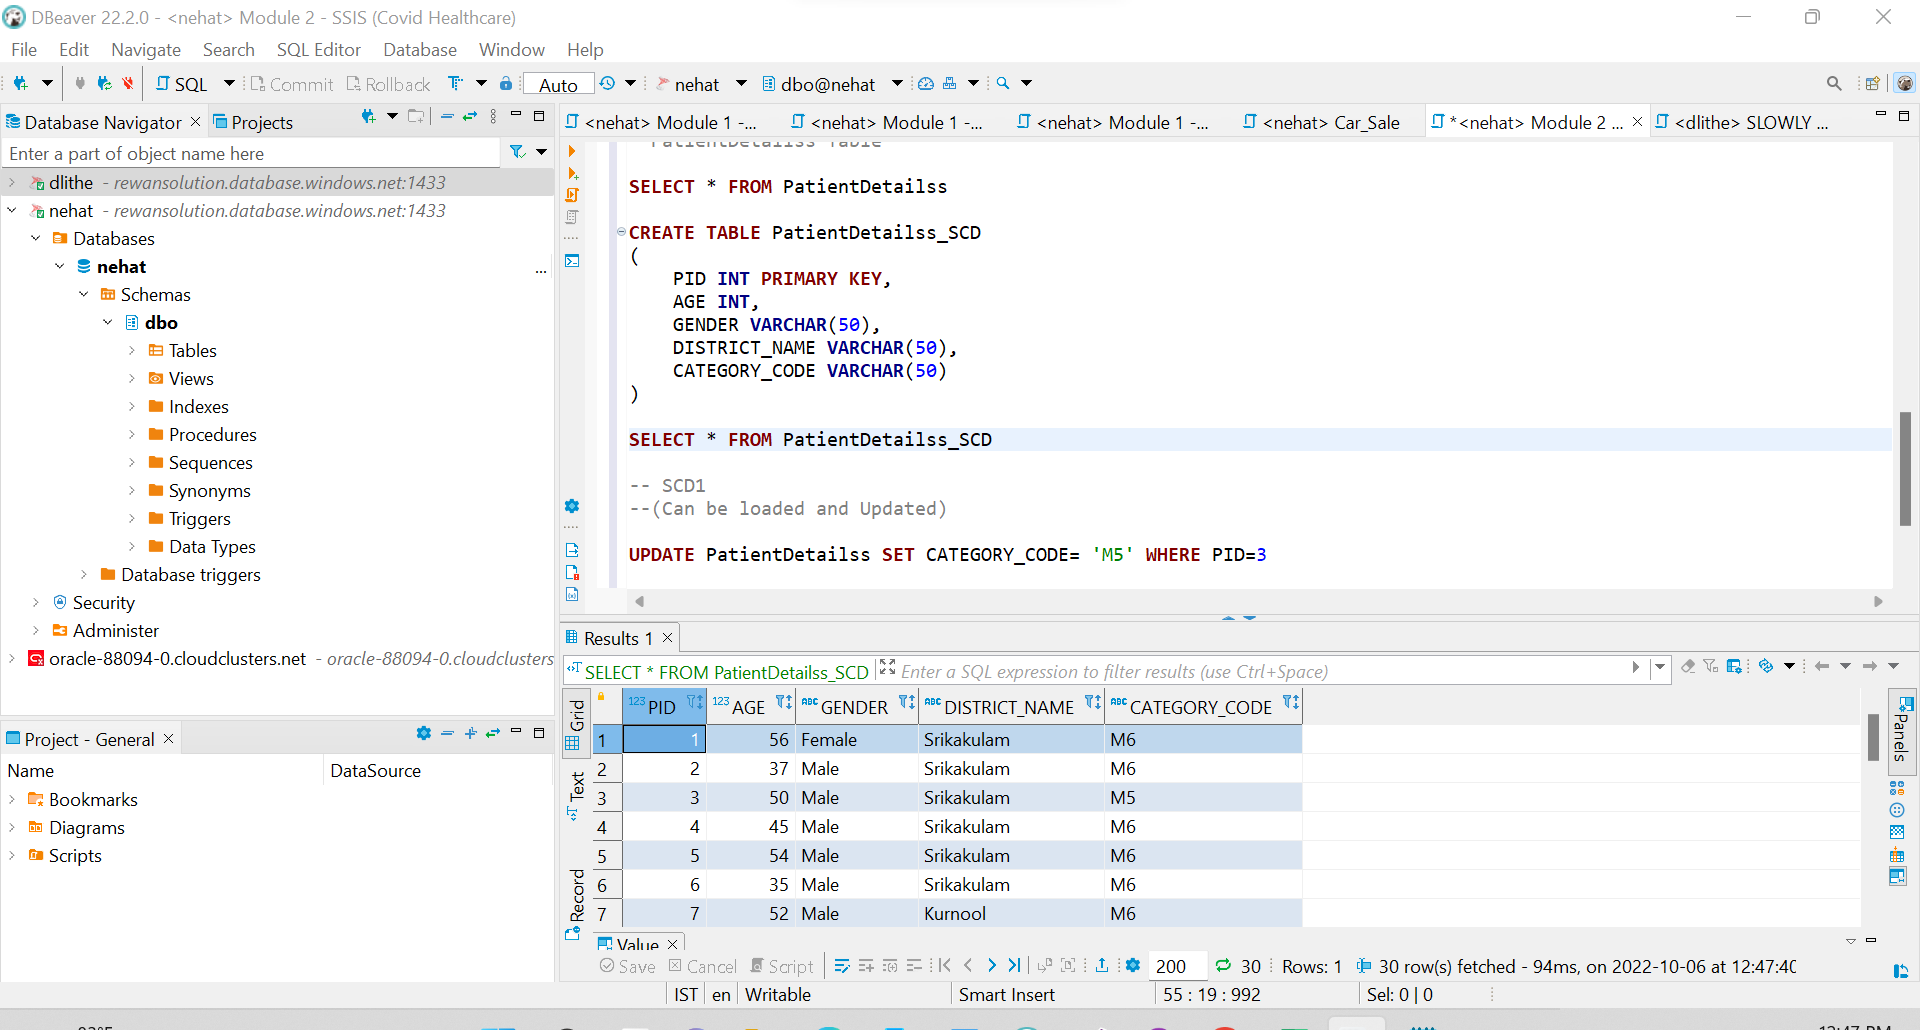 DBeaver 22.2.0 - <nehat> Module 2 - SSIS (Covid Healthcare)
File Edit Navigate Search SQL Editor Database Window Help
SQL Commit Rollback Auto nehat dbo@nehat
Database Navigator Projects
<nehat> Module 1 -... <nehat> Module 1 -... <nehat> Module 1 -... <nehat> Car_Sale *<nehat> Module 2 ... <dlithe> SLOWLY ...
Enter a part of object name here
dlithe - rewansolution.database.windows.net:1433
nehat - rewansolution.database.windows.net:1433
Databases
nehat
...
Schemas
dbo
Tables
Views
Indexes
Procedures
Sequences
Synonyms
Triggers
Data Types
Database triggers
Security
Administer
oracle-88094-0.cloudclusters.net - oracle-88094-0.cloudclusters
Project - General
Name DataSource
Bookmarks
Diagrams
Scripts
PatientDetailss Table
SELECT * FROM PatientDetailss
CREATE TABLE PatientDetailss_SCD
(
PID INT PRIMARY KEY,
AGE INT,
GENDER VARCHAR(50),
DISTRICT_NAME VARCHAR(50),
CATEGORY_CODE VARCHAR(50)
)
SELECT * FROM PatientDetailss_SCD
-- SCD1
--(Can be loaded and Updated)
UPDATE PatientDetailss SET CATEGORY_CODE= 'M5' WHERE PID=3
Results 1
SELECT * FROM PatientDetailss_SCD Enter a SQL expression to filter results (use Ctrl+Space)
Grid
Text
Record
Panels
123 PID 123 AGE ABC GENDER ABC DISTRICT_NAME ABC CATEGORY_CODE
1 1 56 Female Srikakulam M6
2 2 37 Male Srikakulam M6
3 3 50 Male Srikakulam M5
4 4 45 Male Srikakulam M6
5 5 54 Male Srikakulam M6
6 6 35 Male Srikakulam M6
7 7 52 Male Kurnool M6
Value
Save Cancel Script 200 30 Rows: 1 30 row(s) fetched - 94ms, on 2022-10-06 at 12:47:40
IST en Writable Smart Insert 55 : 19 : 992 Sel: 0 | 0
12:47 PM